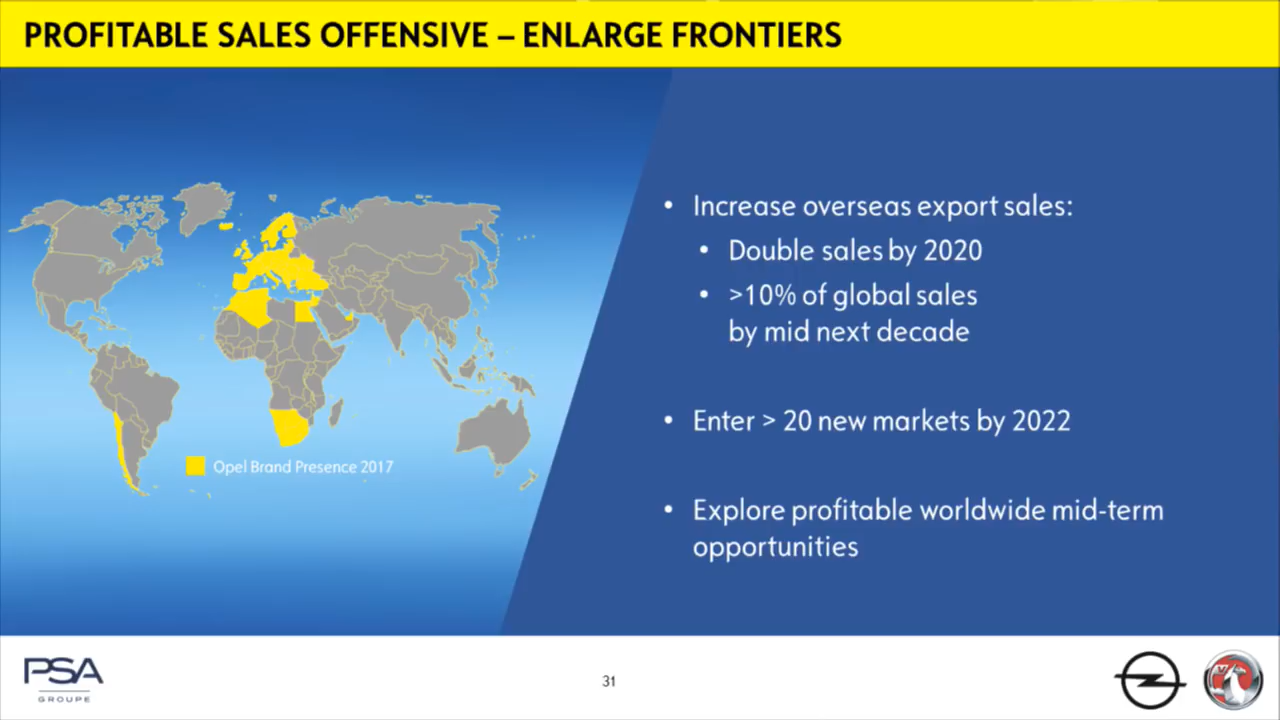 PROFITABLE SALES OFFENSIVE – ENLARGE FRONTIERS
Opel Brand Presence 2017
• Increase overseas export sales:
• Double sales by 2020
• >10% of global sales
by mid next decade
• Enter > 20 new markets by 2022
• Explore profitable worldwide mid-term
opportunities
PSA
GROUPE
31